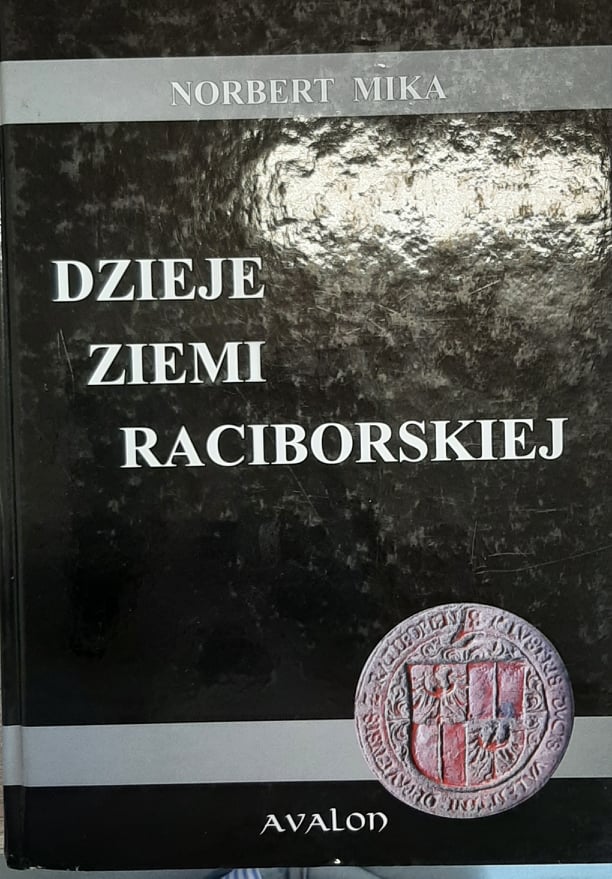 NORBERT MIKA
DZIEJE
ZIEMI
RACIBORSKIEJ
AVALON